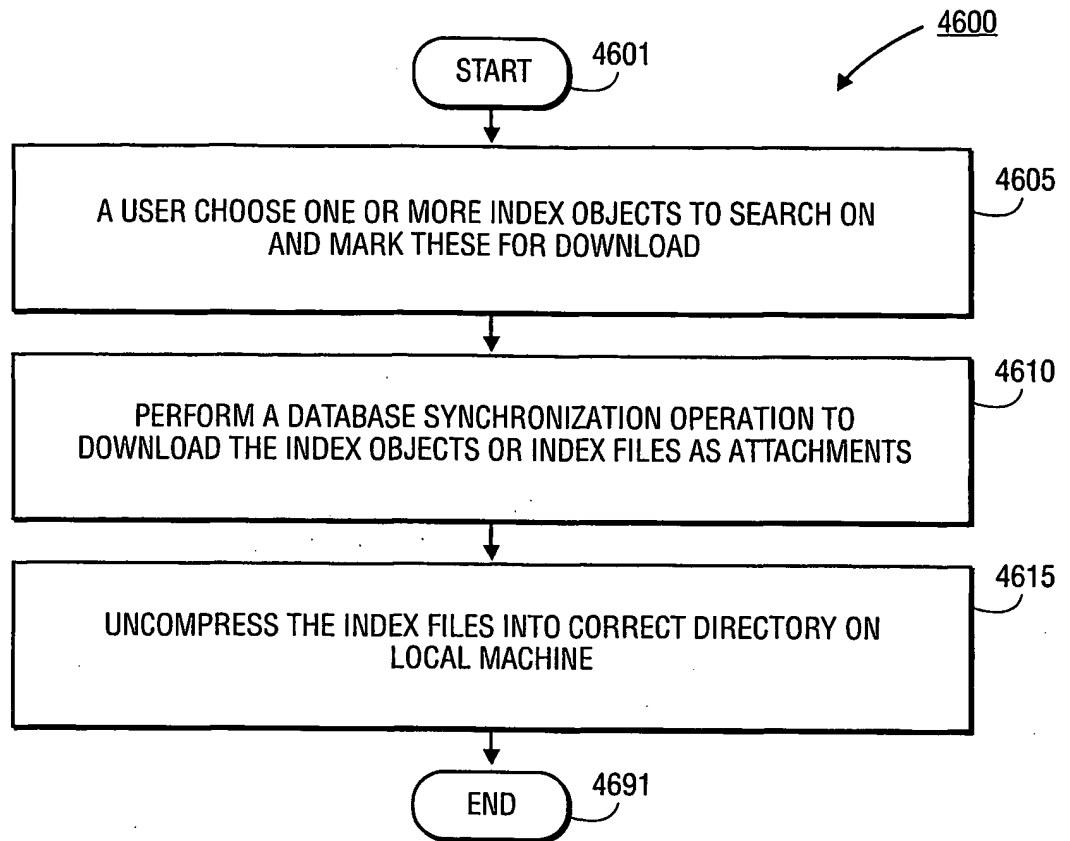 4600
START
4601
4605
A USER CHOOSE ONE OR MORE INDEX OBJECTS TO SEARCH ON
AND MARK THESE FOR DOWNLOAD
4610
PERFORM A DATABASE SYNCHRONIZATION OPERATION TO
DOWNLOAD THE INDEX OBJECTS OR INDEX FILES AS ATTACHMENTS
4615
UNCOMPRESS THE INDEX FILES INTO CORRECT DIRECTORY ON
LOCAL MACHINE
END
4691